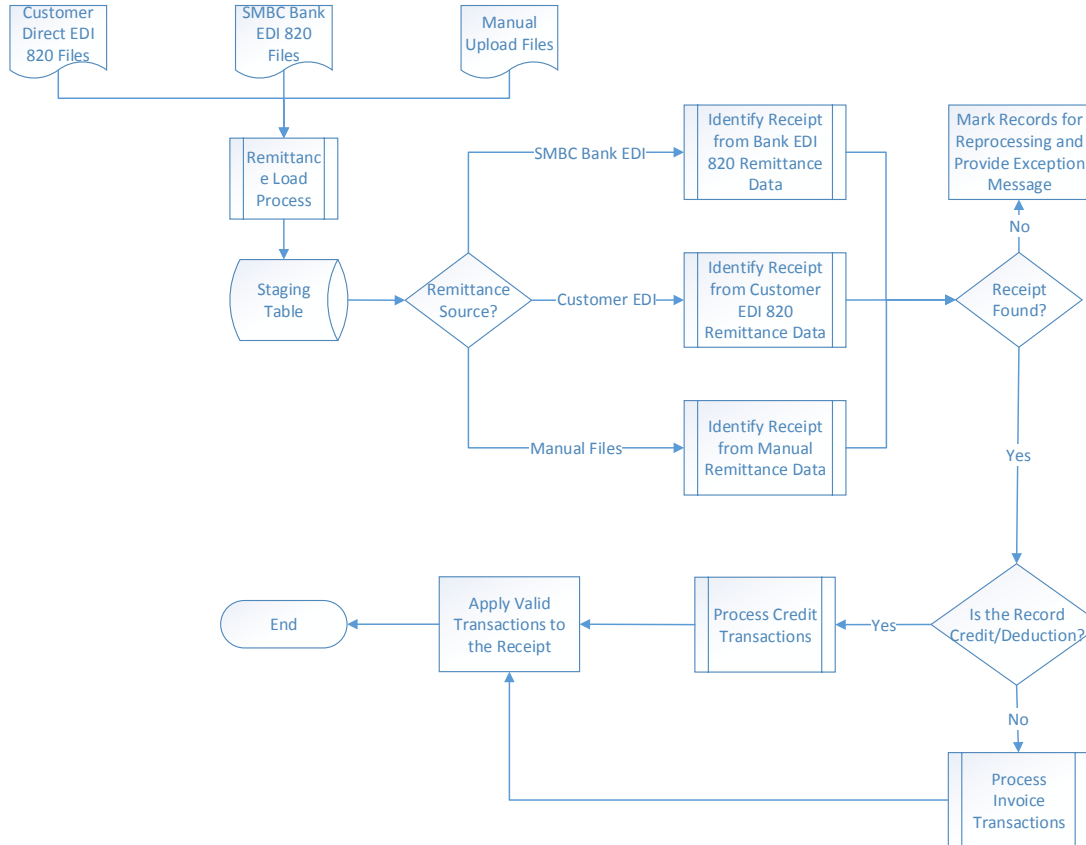 Customer
Direct EDI
820 Files
SMBC Bank
EDI 820
Files
Manual
Upload Files
Remittanc
e Load
Process
Staging
Table
Remittance
Source?
SMBC Bank EDI
Customer EDI
Manual Files
Identify Receipt
from Bank EDI
820 Remittance
Data
Identify Receipt
from Customer
EDI 820
Remittance Data
Identify Receipt
from Manual
Remittance Data
Mark Records for
Reprocessing and
Provide Exception
Message
No
Receipt
Found?
Yes
Is the Record
Credit/Deduction?
Yes
Process Credit
Transactions
Apply Valid
Transactions to
the Receipt
End
No
Process
Invoice
Transactions